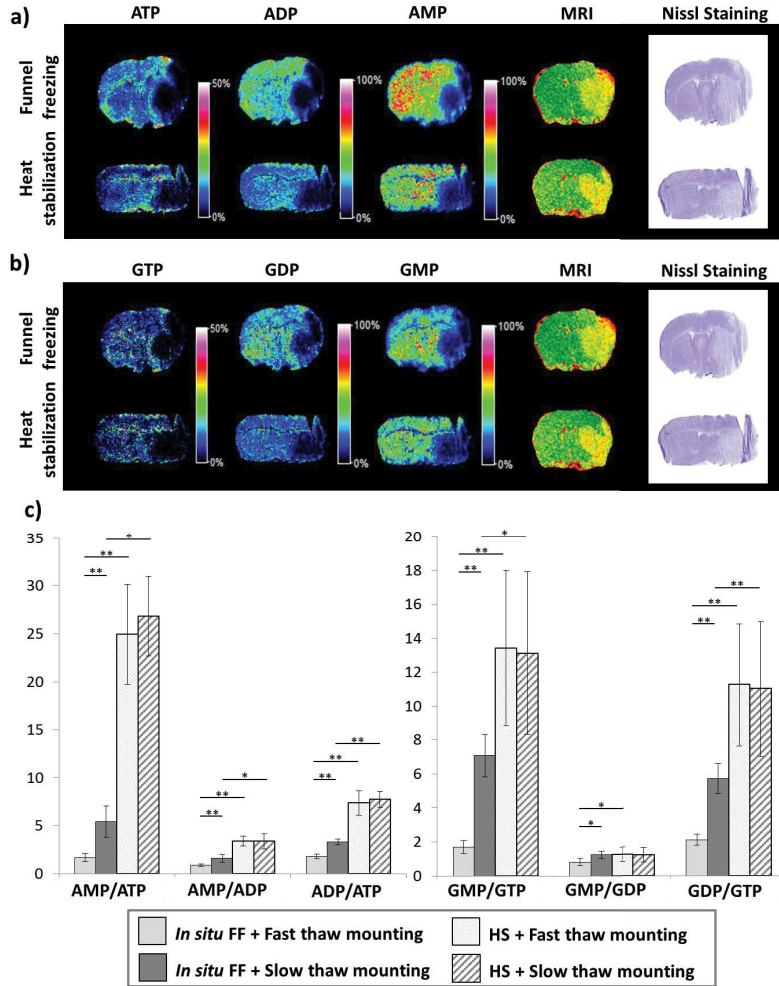 a)
ATP ADP AMP MRI Nissl Staining
Funnel freezing
50%
0%
100%
0%
100%
0%
Heat stabilization
b)
GTP GDP GMP MRI Nissl Staining
Funnel freezing
50%
0%
100%
0%
100%
0%
Heat stabilization
c)
35
30
25
20
15
10
5
0
** ** *
** ** *
** ** **
AMP/ATP AMP/ADP ADP/ATP
20
18
16
14
12
10
8
6
4
2
0
** ** *
* *
** ** **
GMP/GTP GMP/GDP GDP/GTP
In situ FF + Fast thaw mounting
HS + Fast thaw mounting
In situ FF + Slow thaw mounting
HS + Slow thaw mounting